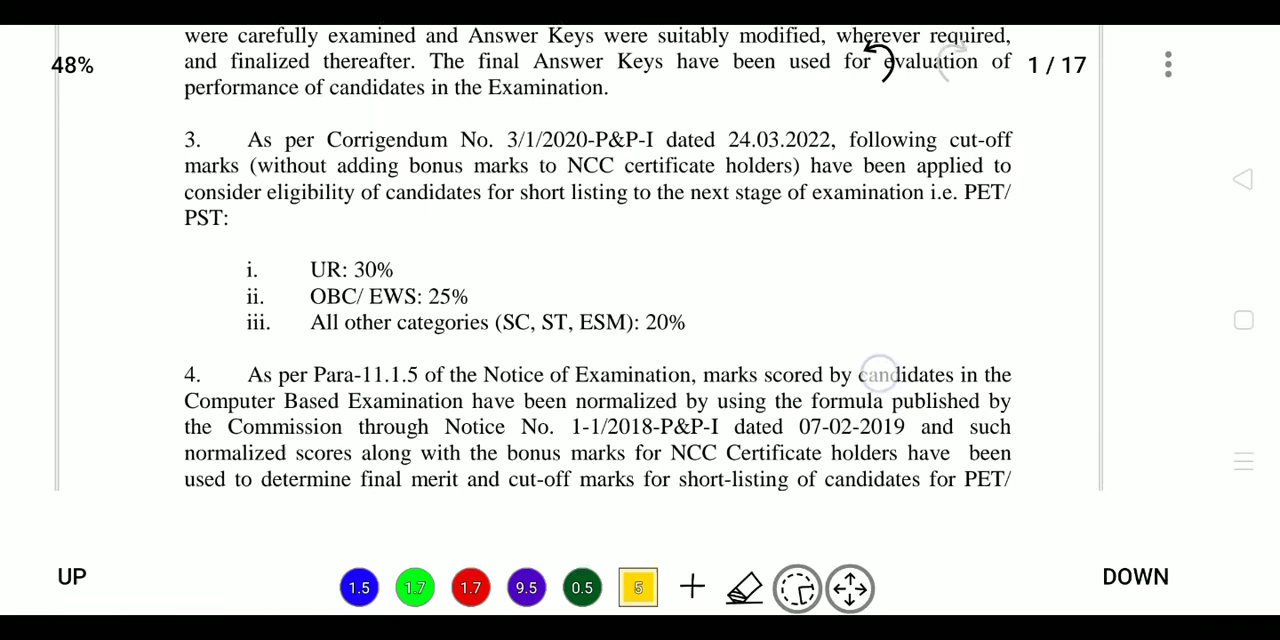 were carefully examined and Answer Keys were suitably modified, wherever required,
48%
and finalized thereafter. The final Answer Keys have been used for evaluation of
1 / 17
performance of candidates in the Examination.
3. As per Corrigendum No. 3/1/2020-P&P-I dated 24.03.2022, following cut-off
marks (without adding bonus marks to NCC certificate holders) have been applied to
consider eligibility of candidates for short listing to the next stage of examination i.e. PET/
PST:
i. UR: 30%
ii. OBC/ EWS: 25%
iii. All other categories (SC, ST, ESM): 20%
4. As per Para-11.1.5 of the Notice of Examination, marks scored by candidates in the
Computer Based Examination have been normalized by using the formula published by
the Commission through Notice No. 1-1/2018-P&P-I dated 07-02-2019 and such
normalized scores along with the bonus marks for NCC Certificate holders have been
used to determine final merit and cut-off marks for short-listing of candidates for PET/
UP
1.5 1.7 1.7 9.5 0.5 5
DOWN